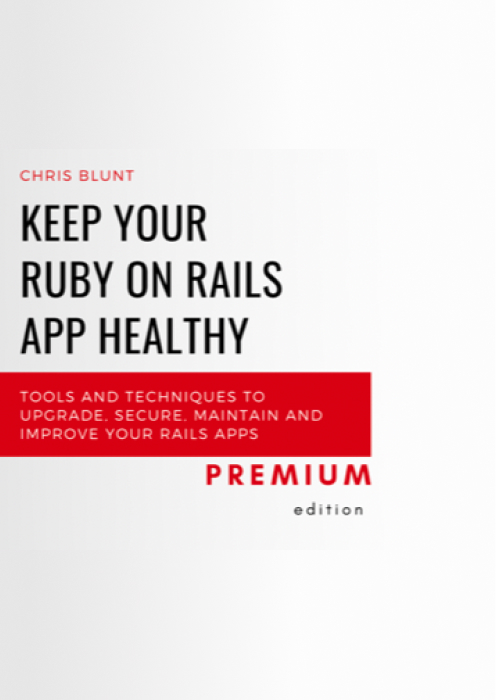 CHRIS BLUNT
KEEP YOUR
RUBY ON RAILS
APP HEALTHY
TOOLS AND TECHNIQUES TO
UPGRADE, SECURE, MAINTAIN AND
IMPROVE YOUR RAILS APPS
PREMIUM
edition